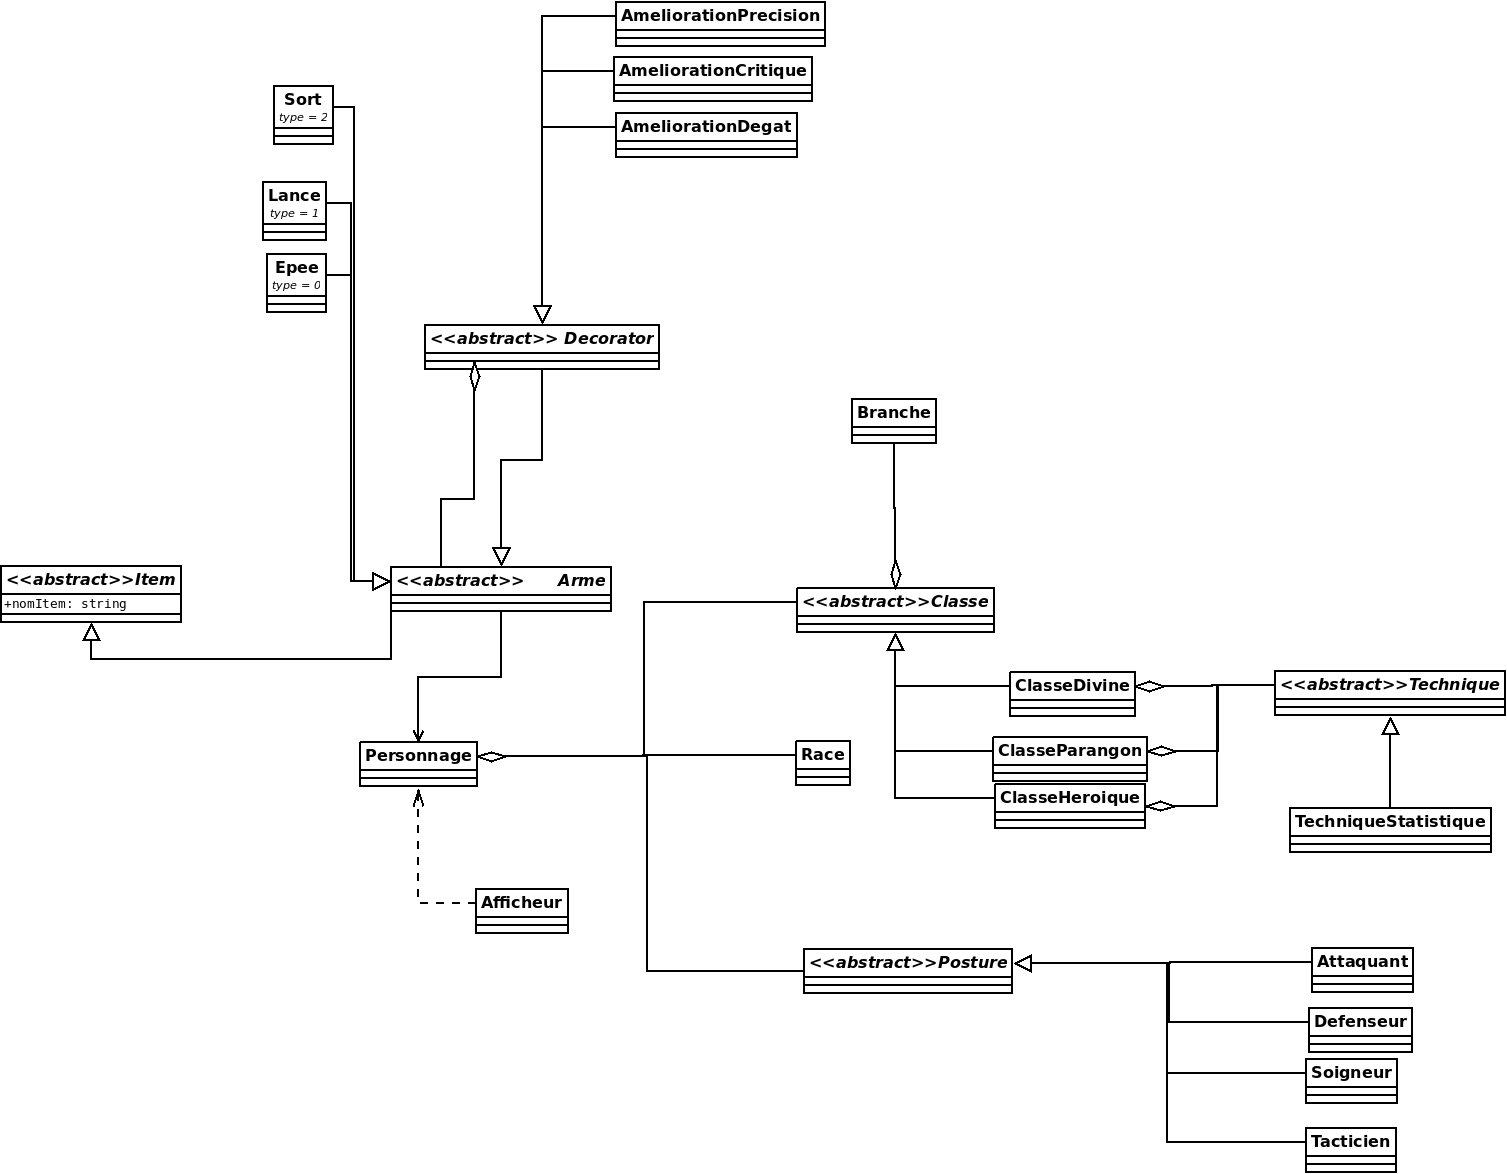 AmeliorationPrecision
AmeliorationCritique
Sort
type = 2
AmeliorationDegat
Lance
type = 1
Epee
type = 0
<<abstract>> Decorator
Branche
<<abstract>>Item
+nomItem: string
<<abstract>> Arme
<<abstract>>Classe
ClasseDivine
<<abstract>>Technique
Personnage
Race
ClasseParangon
ClasseHeroique
TechniqueStatistique
Afficheur
<<abstract>>Posture
Attaquant
Defenseur
Soigneur
Tacticien